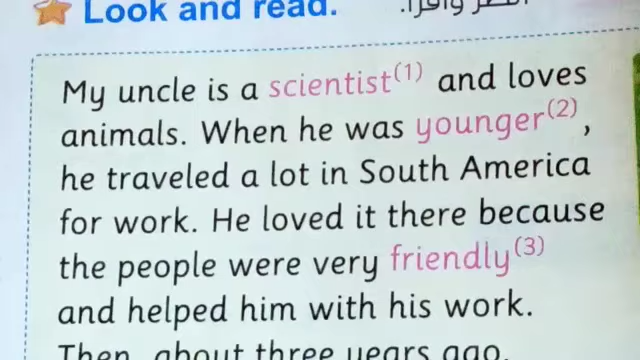 Look and read.
انظر واقرأ.
My uncle is a scientist(1) and loves
animals. When he was younger(2),
he traveled a lot in South America
for work. He loved it there because
the people were very friendly(3)
and helped him with his work.
Then, about three years ago,